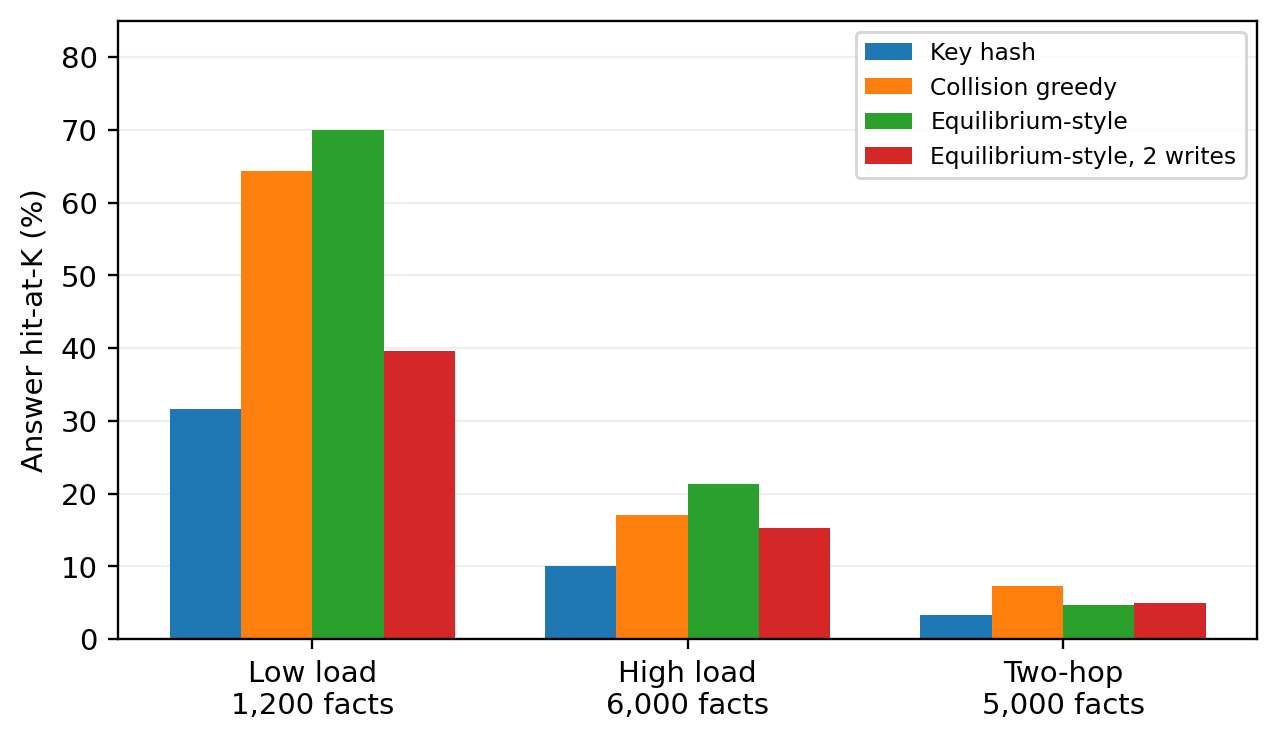 Answer hit-at-K (%)
80
70
60
50
40
30
20
10
0
Key hash
Collision greedy
Equilibrium-style
Equilibrium-style, 2 writes
Low load
1,200 facts
High load
6,000 facts
Two-hop
5,000 facts